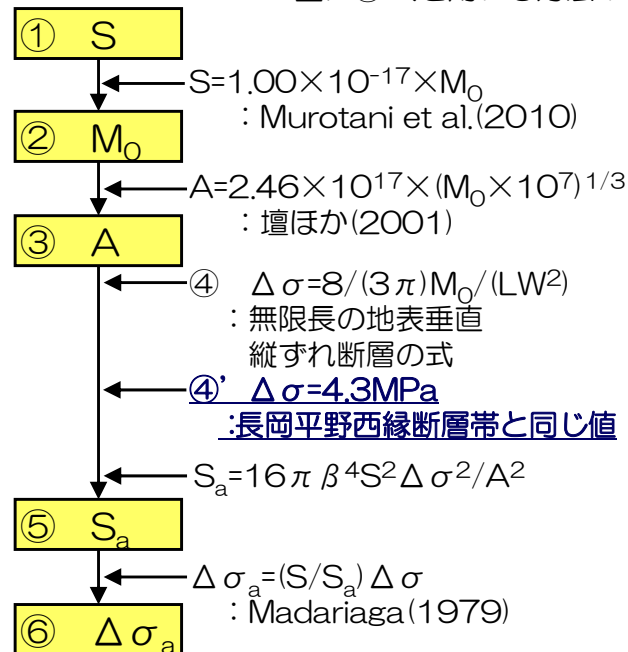 ① S
S=1.00×10⁻¹⁷×M₀
：Murotani et al.(2010)
② M₀
A=2.46×10¹⁷×(M₀×10⁷)¹/³
：壇ほか(2001)
③ A
④ Δσ=8/(3π)M₀/(LW²)
：無限長の地表垂直
縦ずれ断層の式
④’ Δσ=4.3MPa
:長岡平野西縁断層帯と同じ値
Sₐ=16πβ⁴S²Δσ²/A²
⑤ Sₐ
Δσₐ=(S/Sₐ)Δσ
：Madariaga(1979)
⑥ Δσₐ